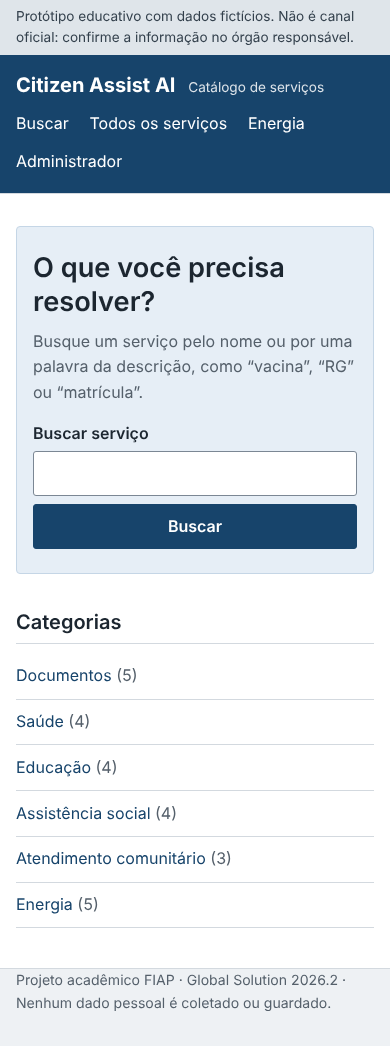 Protótipo educativo com dados fictícios. Não é canal
oficial: confirme a informação no órgão responsável.
Citizen Assist AI Catálogo de serviços
Buscar Todos os serviços Energia
Administrador
O que você precisa
resolver?
Busque um serviço pelo nome ou por uma
palavra da descrição, como “vacina”, “RG”
ou “matrícula”.
Buscar serviço
Buscar
Categorias
Documentos (5)
Saúde (4)
Educação (4)
Assistência social (4)
Atendimento comunitário (3)
Energia (5)
Projeto acadêmico FIAP · Global Solution 2026.2 ·
Nenhum dado pessoal é coletado ou guardado.